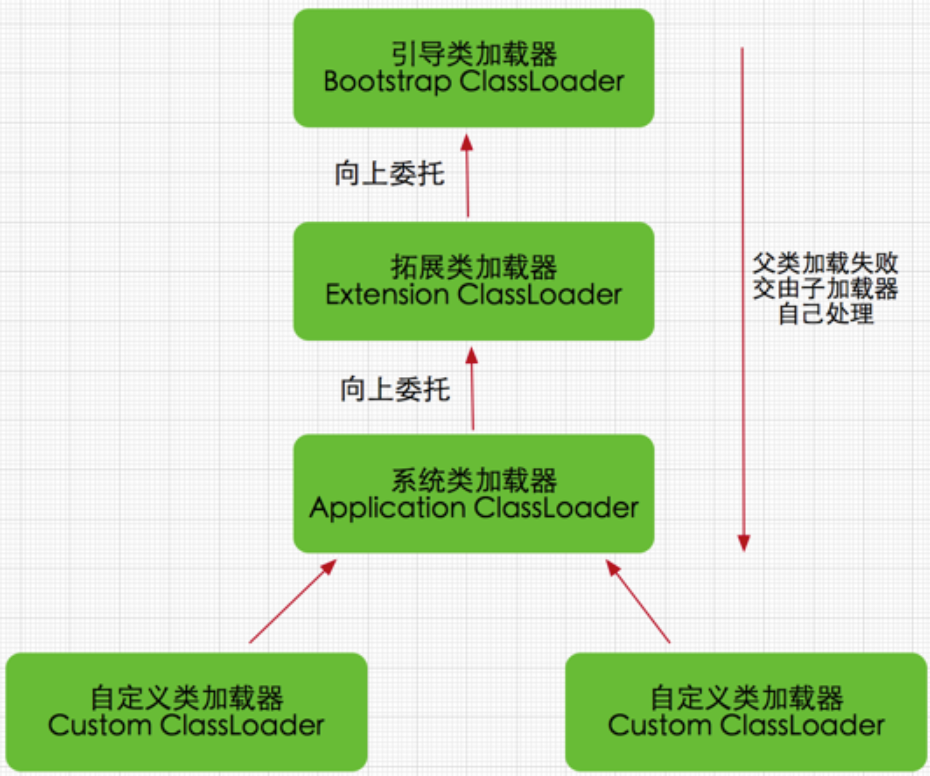 引导类加载器
Bootstrap ClassLoader
向上委托
拓展类加载器
Extension ClassLoader
父类加载失败
交由子加载器
自己处理
向上委托
系统类加载器
Application ClassLoader
自定义类加载器
Custom ClassLoader
自定义类加载器
Custom ClassLoader